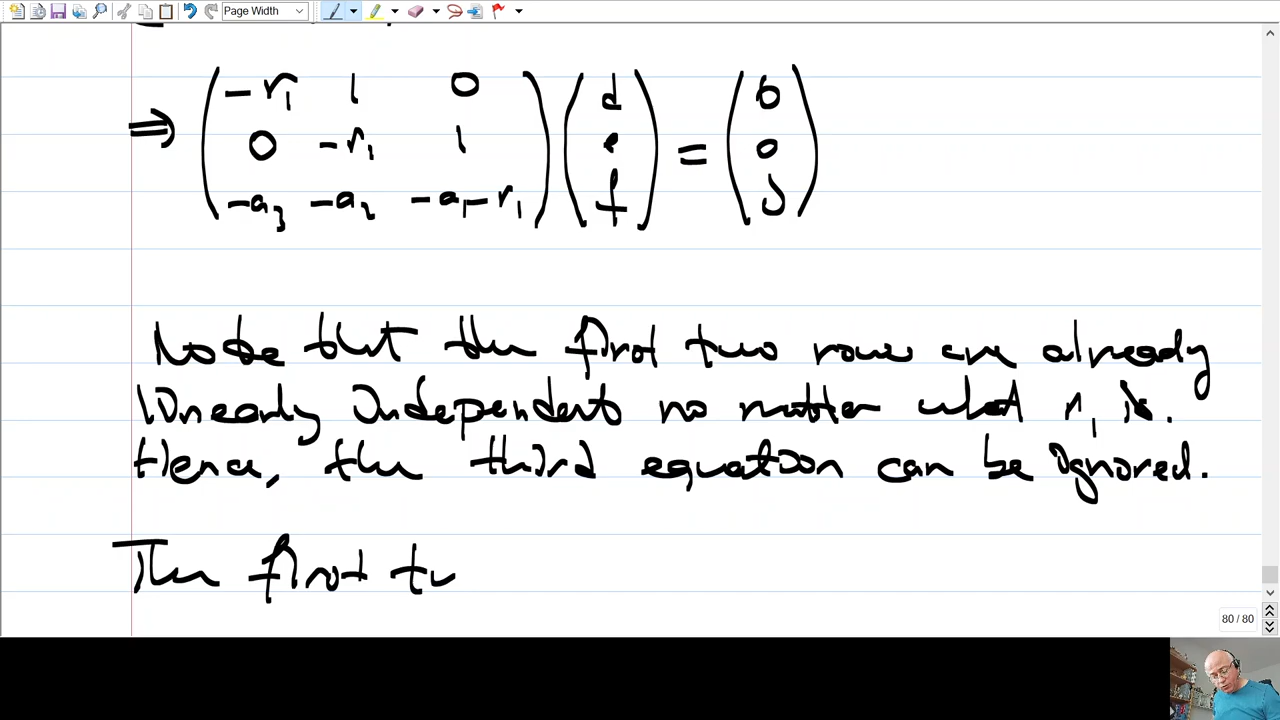 Page Width
⇒ ( -r₁ 1 0 ) ( d ) = ( 0 )
( 0 -r₁ 1 ) ( e ) ( 0 )
( -a₃ -a₂ -a₁-r₁ ) ( f ) ( 0 )
Note that the first two rows are already
linearly independent no matter what r₁ is.
Hence, the third equation can be ignored.
The first tw
80 / 80